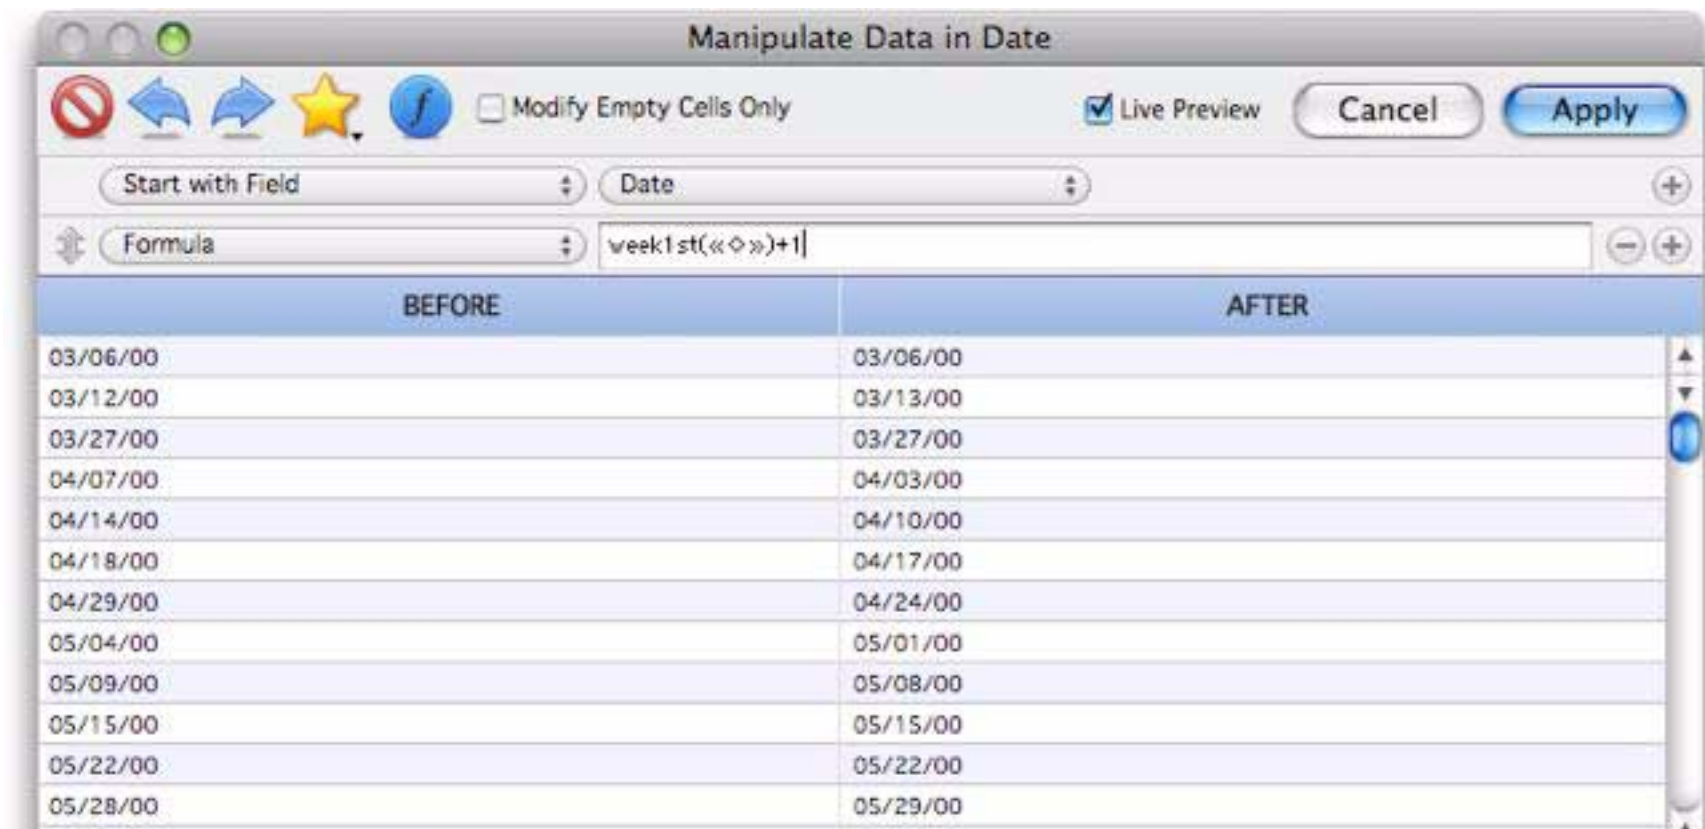 Manipulate Data in Date
f Modify Empty Cells Only Live Preview Cancel Apply
Start with Field Date
Formula week1st(«◇»)+1
BEFORE AFTER
03/06/00 03/06/00
03/12/00 03/13/00
03/27/00 03/27/00
04/07/00 04/03/00
04/14/00 04/10/00
04/18/00 04/17/00
04/29/00 04/24/00
05/04/00 05/01/00
05/09/00 05/08/00
05/15/00 05/15/00
05/22/00 05/22/00
05/28/00 05/29/00